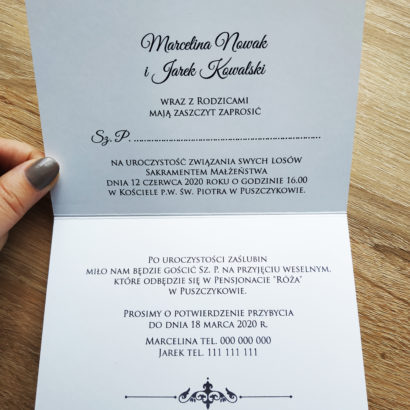 Marcelina Nowak
i Jarek Kowalski
wraz z Rodzicami
mają zaszczyt zaprosić
Sz. P. ........................................................
na uroczystość związania swych losów
Sakramentem Małżeństwa
dnia 12 czerwca 2020 roku o godzinie 16.00
w Kościele p.w. św. Piotra w Puszczykowie.
Po uroczystości zaślubin
miło nam będzie gościć Sz. P. na przyjęciu weselnym,
które odbędzie się w Pensjonacie "Róża"
w Puszczykowie.
Prosimy o potwierdzenie przybycia
do dnia 18 marca 2020 r.
Marcelina tel. 000 000 000
Jarek tel. 111 111 111